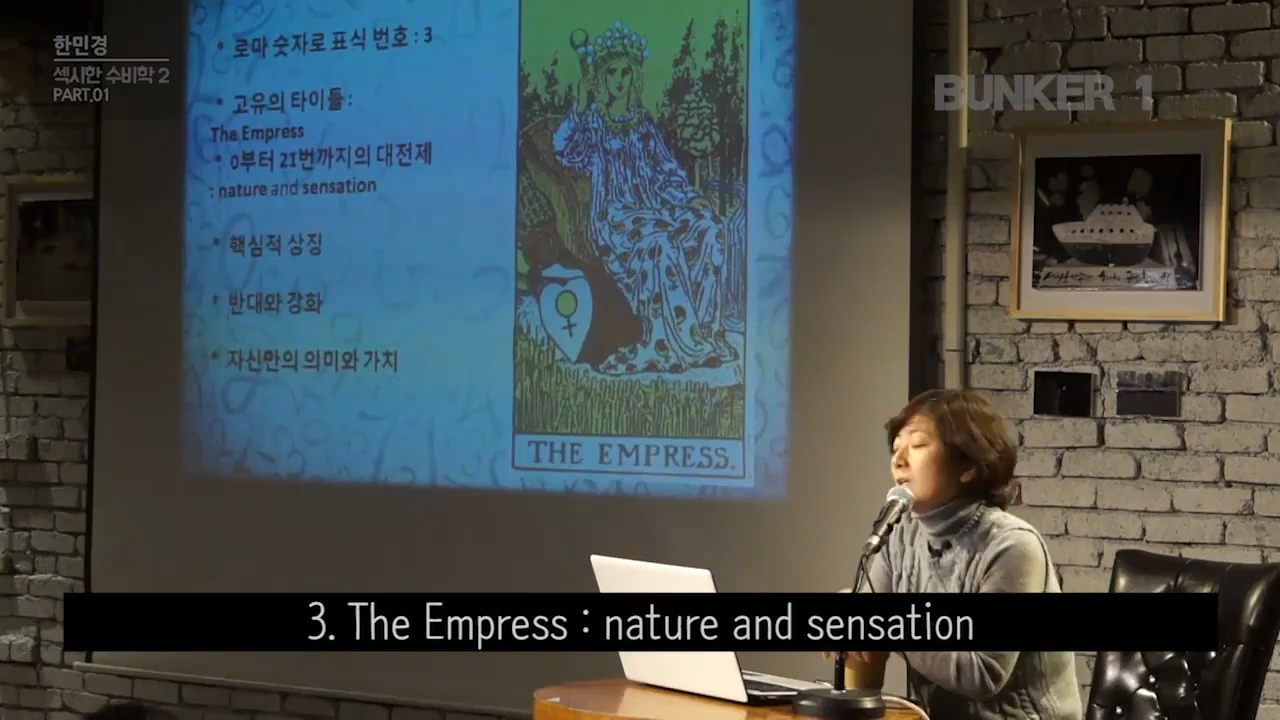 한민경
섹시한 수비학 2
PART.01
BUNKER 1
* 로마 숫자로 표식 번호 : 3
* 고유의 타이틀 :
The Empress
* 0부터 21번까지의 대전제
: nature and sensation
* 핵심적 상징
* 반대와 강화
* 자신만의 의미와 가치
THE EMPRESS.
3. The Empress : nature and sensation